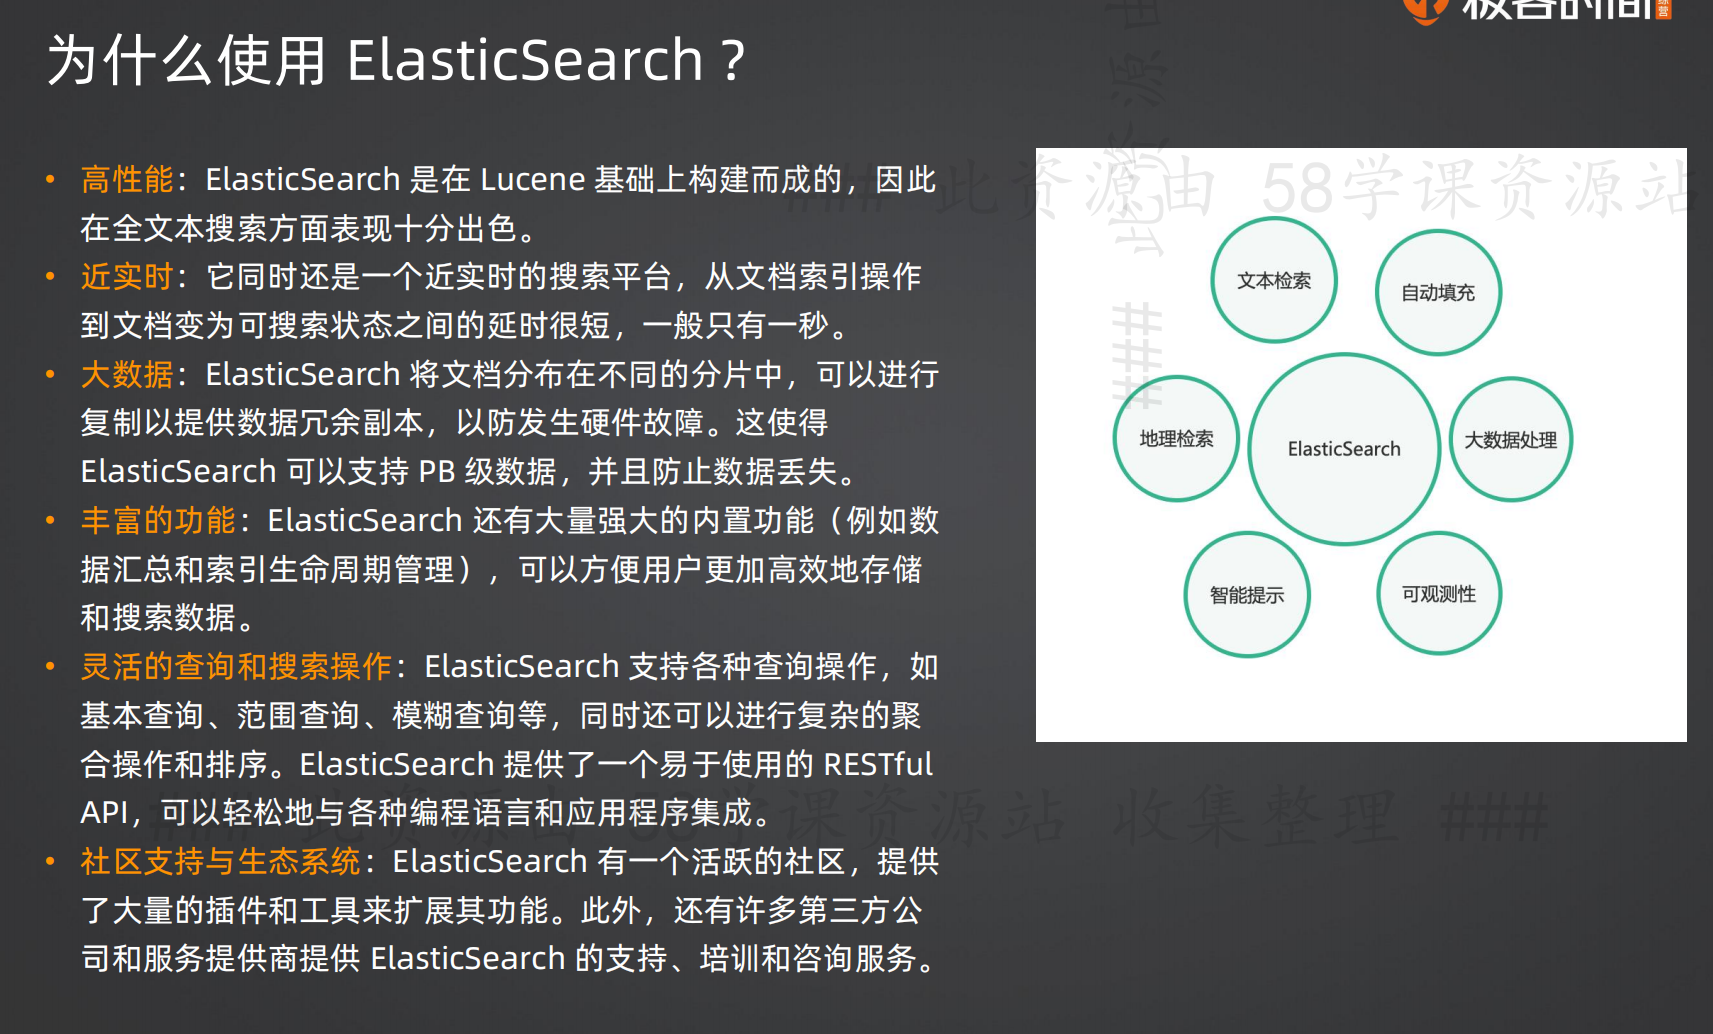 极客时间
为什么使用 ElasticSearch？
• 高性能：ElasticSearch 是在 Lucene 基础上构建而成的，因此
在全文本搜索方面表现十分出色。
• 近实时：它同时还是一个近实时的搜索平台，从文档索引操作
到文档变为可搜索状态之间的延时很短，一般只有一秒。
• 大数据：ElasticSearch 将文档分布在不同的分片中，可以进行
复制以提供数据冗余副本，以防发生硬件故障。这使得
ElasticSearch 可以支持 PB 级数据，并且防止数据丢失。
• 丰富的功能：ElasticSearch 还有大量强大的内置功能（例如数
据汇总和索引生命周期管理），可以方便用户更加高效地存储
和搜索数据。
• 灵活的查询和搜索操作：ElasticSearch 支持各种查询操作，如
基本查询、范围查询、模糊查询等，同时还可以进行复杂的聚
合操作和排序。ElasticSearch 提供了一个易于使用的 RESTful
API，可以轻松地与各种编程语言和应用程序集成。
• 社区支持与生态系统：ElasticSearch 有一个活跃的社区，提供
了大量的插件和工具来扩展其功能。此外，还有许多第三方公
司和服务提供商提供 ElasticSearch 的支持、培训和咨询服务。
文本检索
自动填充
地理检索
ElasticSearch
大数据处理
智能提示
可观测性
### 此资源由 58学课资源站
### 此资源由 58学课资源站 收集整理 ###
### 此资源由